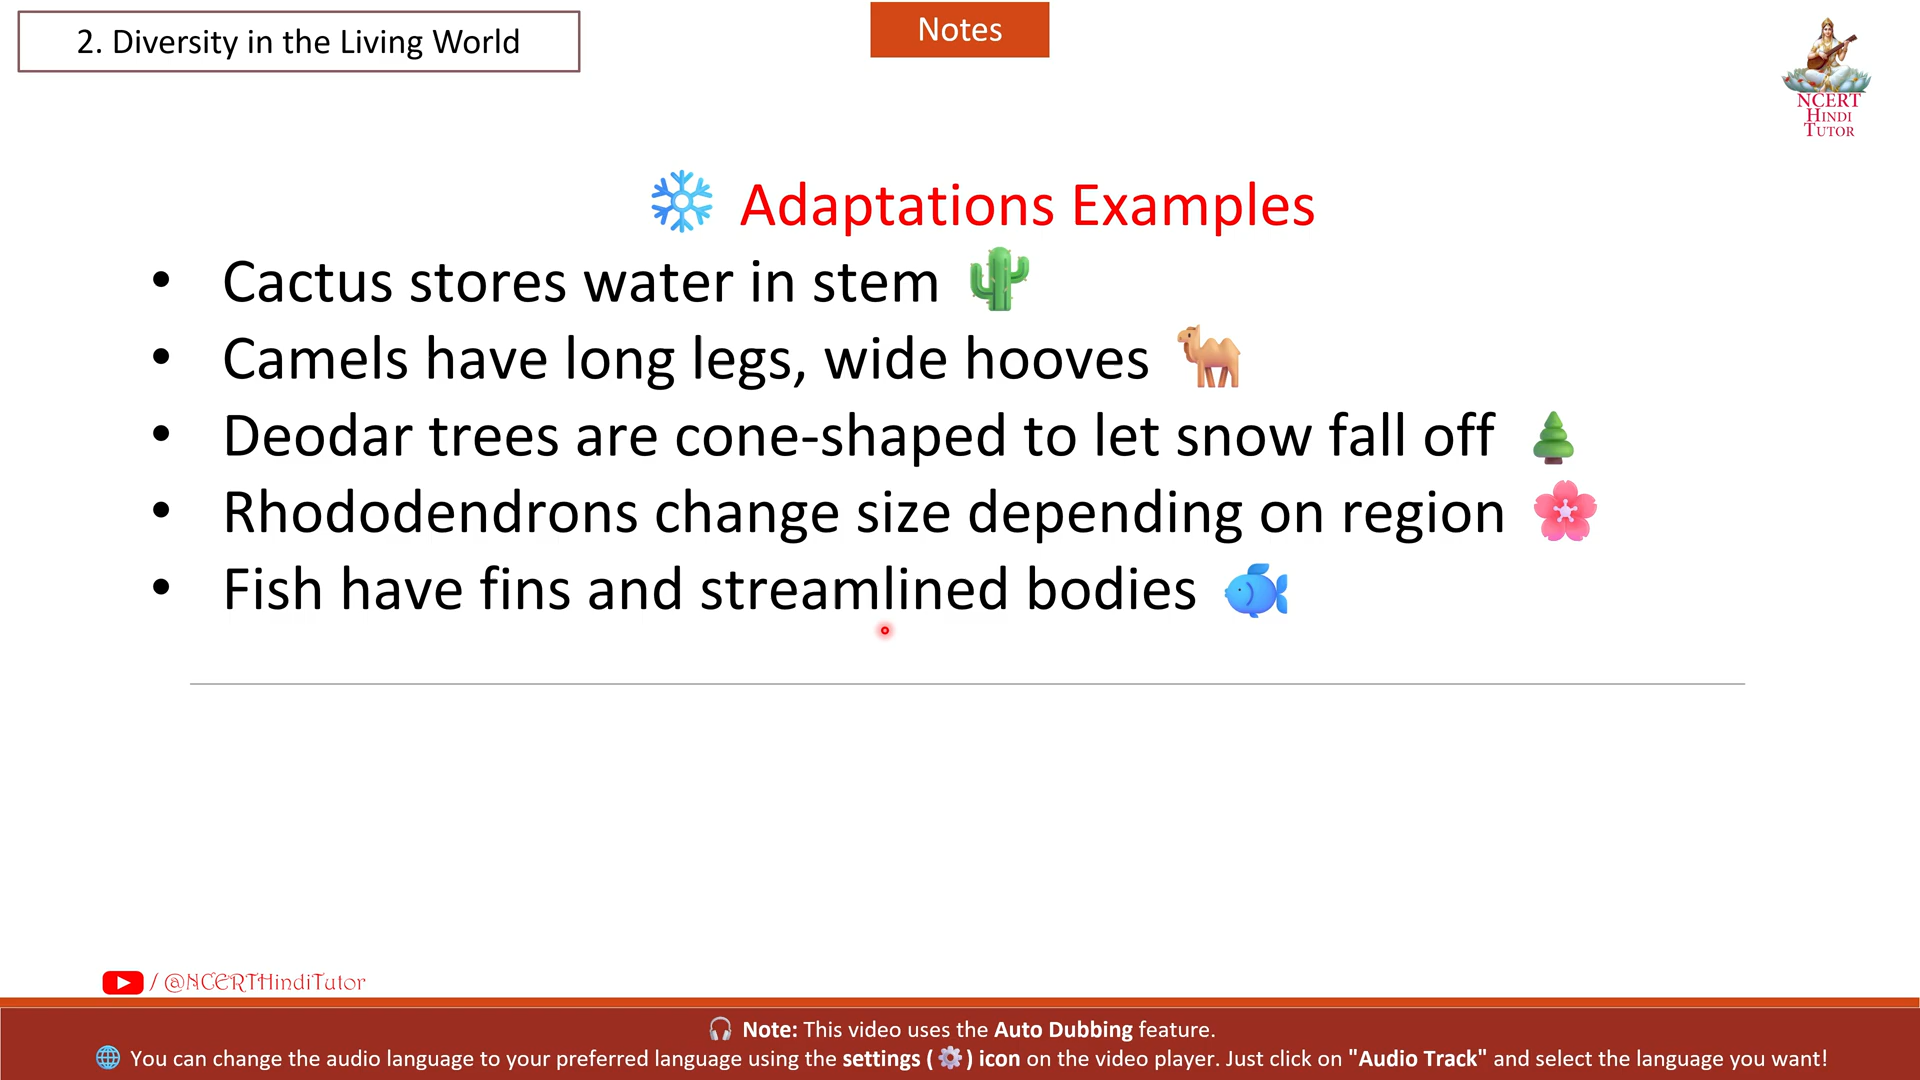 2. Diversity in the Living World
Notes
NCERT
HINDI
TUTOR
Adaptations Examples
• Cactus stores water in stem
• Camels have long legs, wide hooves
• Deodar trees are cone-shaped to let snow fall off
• Rhododendrons change size depending on region
• Fish have fins and streamlined bodies
/ @NCERTHindiTutor
Note: This video uses the Auto Dubbing feature.
You can change the audio language to your preferred language using the settings ( ⚙️ ) icon on the video player. Just click on "Audio Track" and select the language you want!